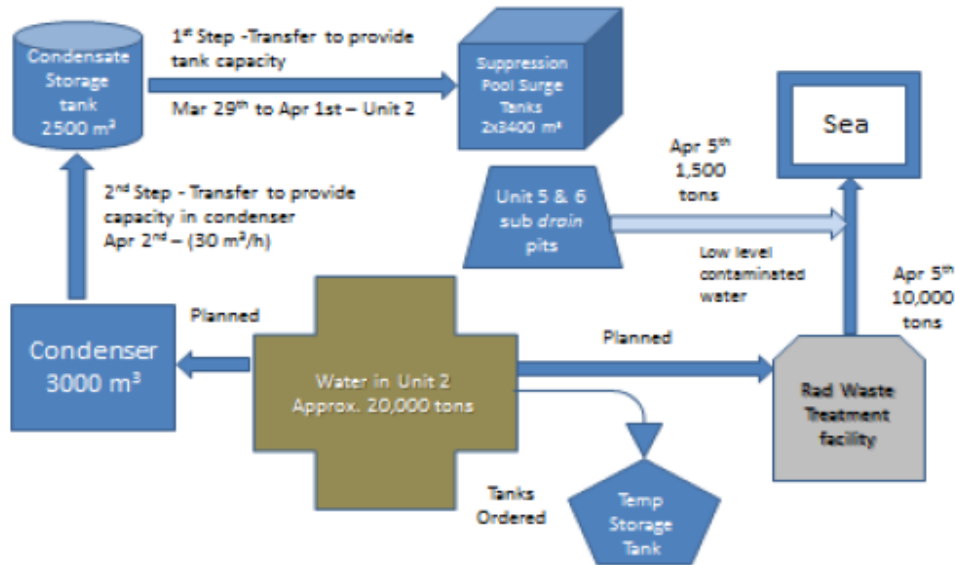 Condensate
Storage
tank
2500 m³
1st Step -Transfer to provide
tank capacity
Mar 29th to Apr 1st – Unit 2
Suppression
Pool Surge
Tanks
2x3400 m³
Sea
Apr 5th
1,500
tons
2nd Step - Transfer to provide
capacity in condenser
Apr 2nd – (30 m³/h)
Unit 5 & 6
sub drain
pits
Low level
contaminated
water
Apr 5th
10,000
tons
Planned
Condenser
3000 m³
Water in Unit 2
Approx. 20,000 tons
Planned
Rad Waste
Treatment
facility
Tanks
Ordered
Temp
Storage
Tank